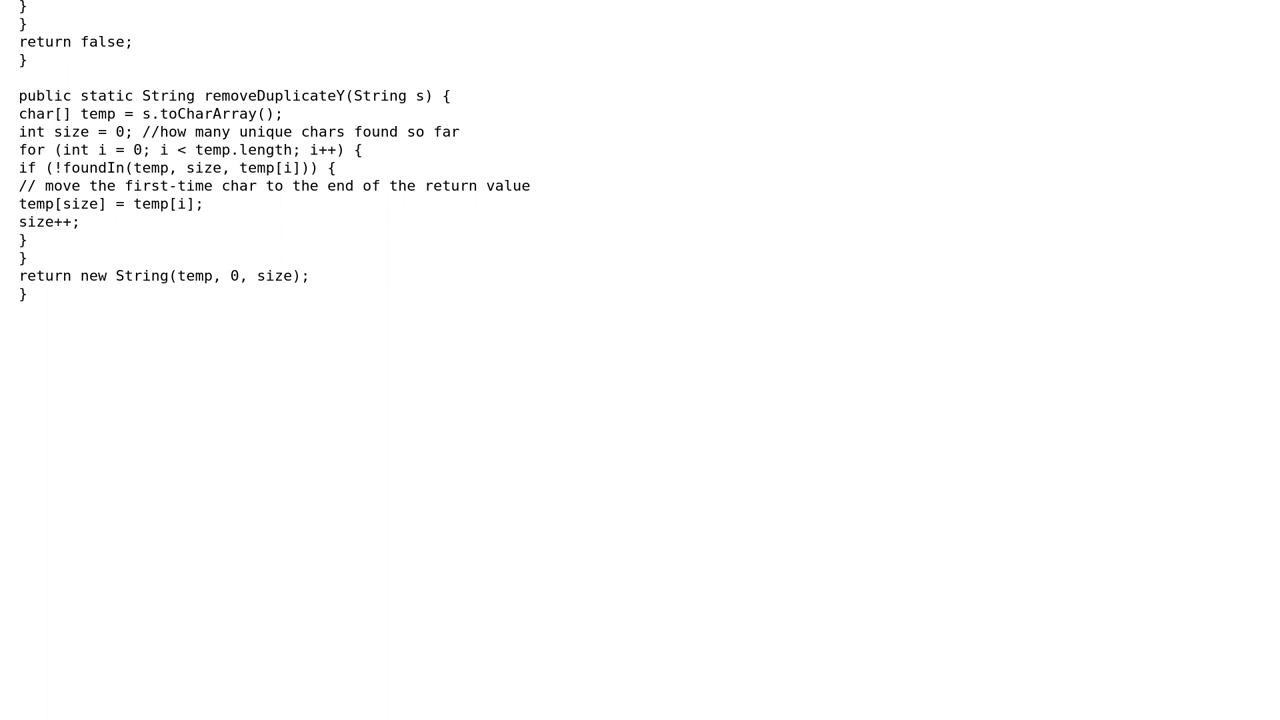 }
}
return false;
}

public static String removeDuplicateY(String s) {
char[] temp = s.toCharArray();
int size = 0; //how many unique chars found so far
for (int i = 0; i < temp.length; i++) {
if (!foundIn(temp, size, temp[i])) {
// move the first-time char to the end of the return value
temp[size] = temp[i];
size++;
}
}
return new String(temp, 0, size);
}